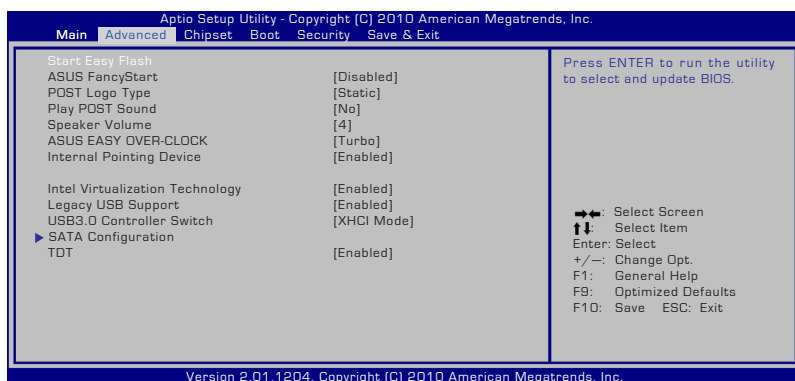 Aptio Setup Utility - Copyright (C) 2010 American Megatrends, Inc.
Main Advanced Chipset Boot Security Save & Exit
Start Easy Flash
ASUS FancyStart [Disabled]
POST Logo Type [Static]
Play POST Sound [No]
Speaker Volume [4]
ASUS EASY OVER-CLOCK [Turbo]
Internal Pointing Device [Enabled]
Intel Virtualization Technology [Enabled]
Legacy USB Support [Enabled]
USB3.0 Controller Switch [XHCI Mode]
SATA Configuration
TDT [Enabled]
Press ENTER to run the utility
to select and update BIOS.
→←: Select Screen
↑↓: Select Item
Enter: Select
+/—: Change Opt.
F1: General Help
F9: Optimized Defaults
F10: Save ESC: Exit
Version 2.01.1204. Copyright (C) 2010 American Megatrends, Inc.